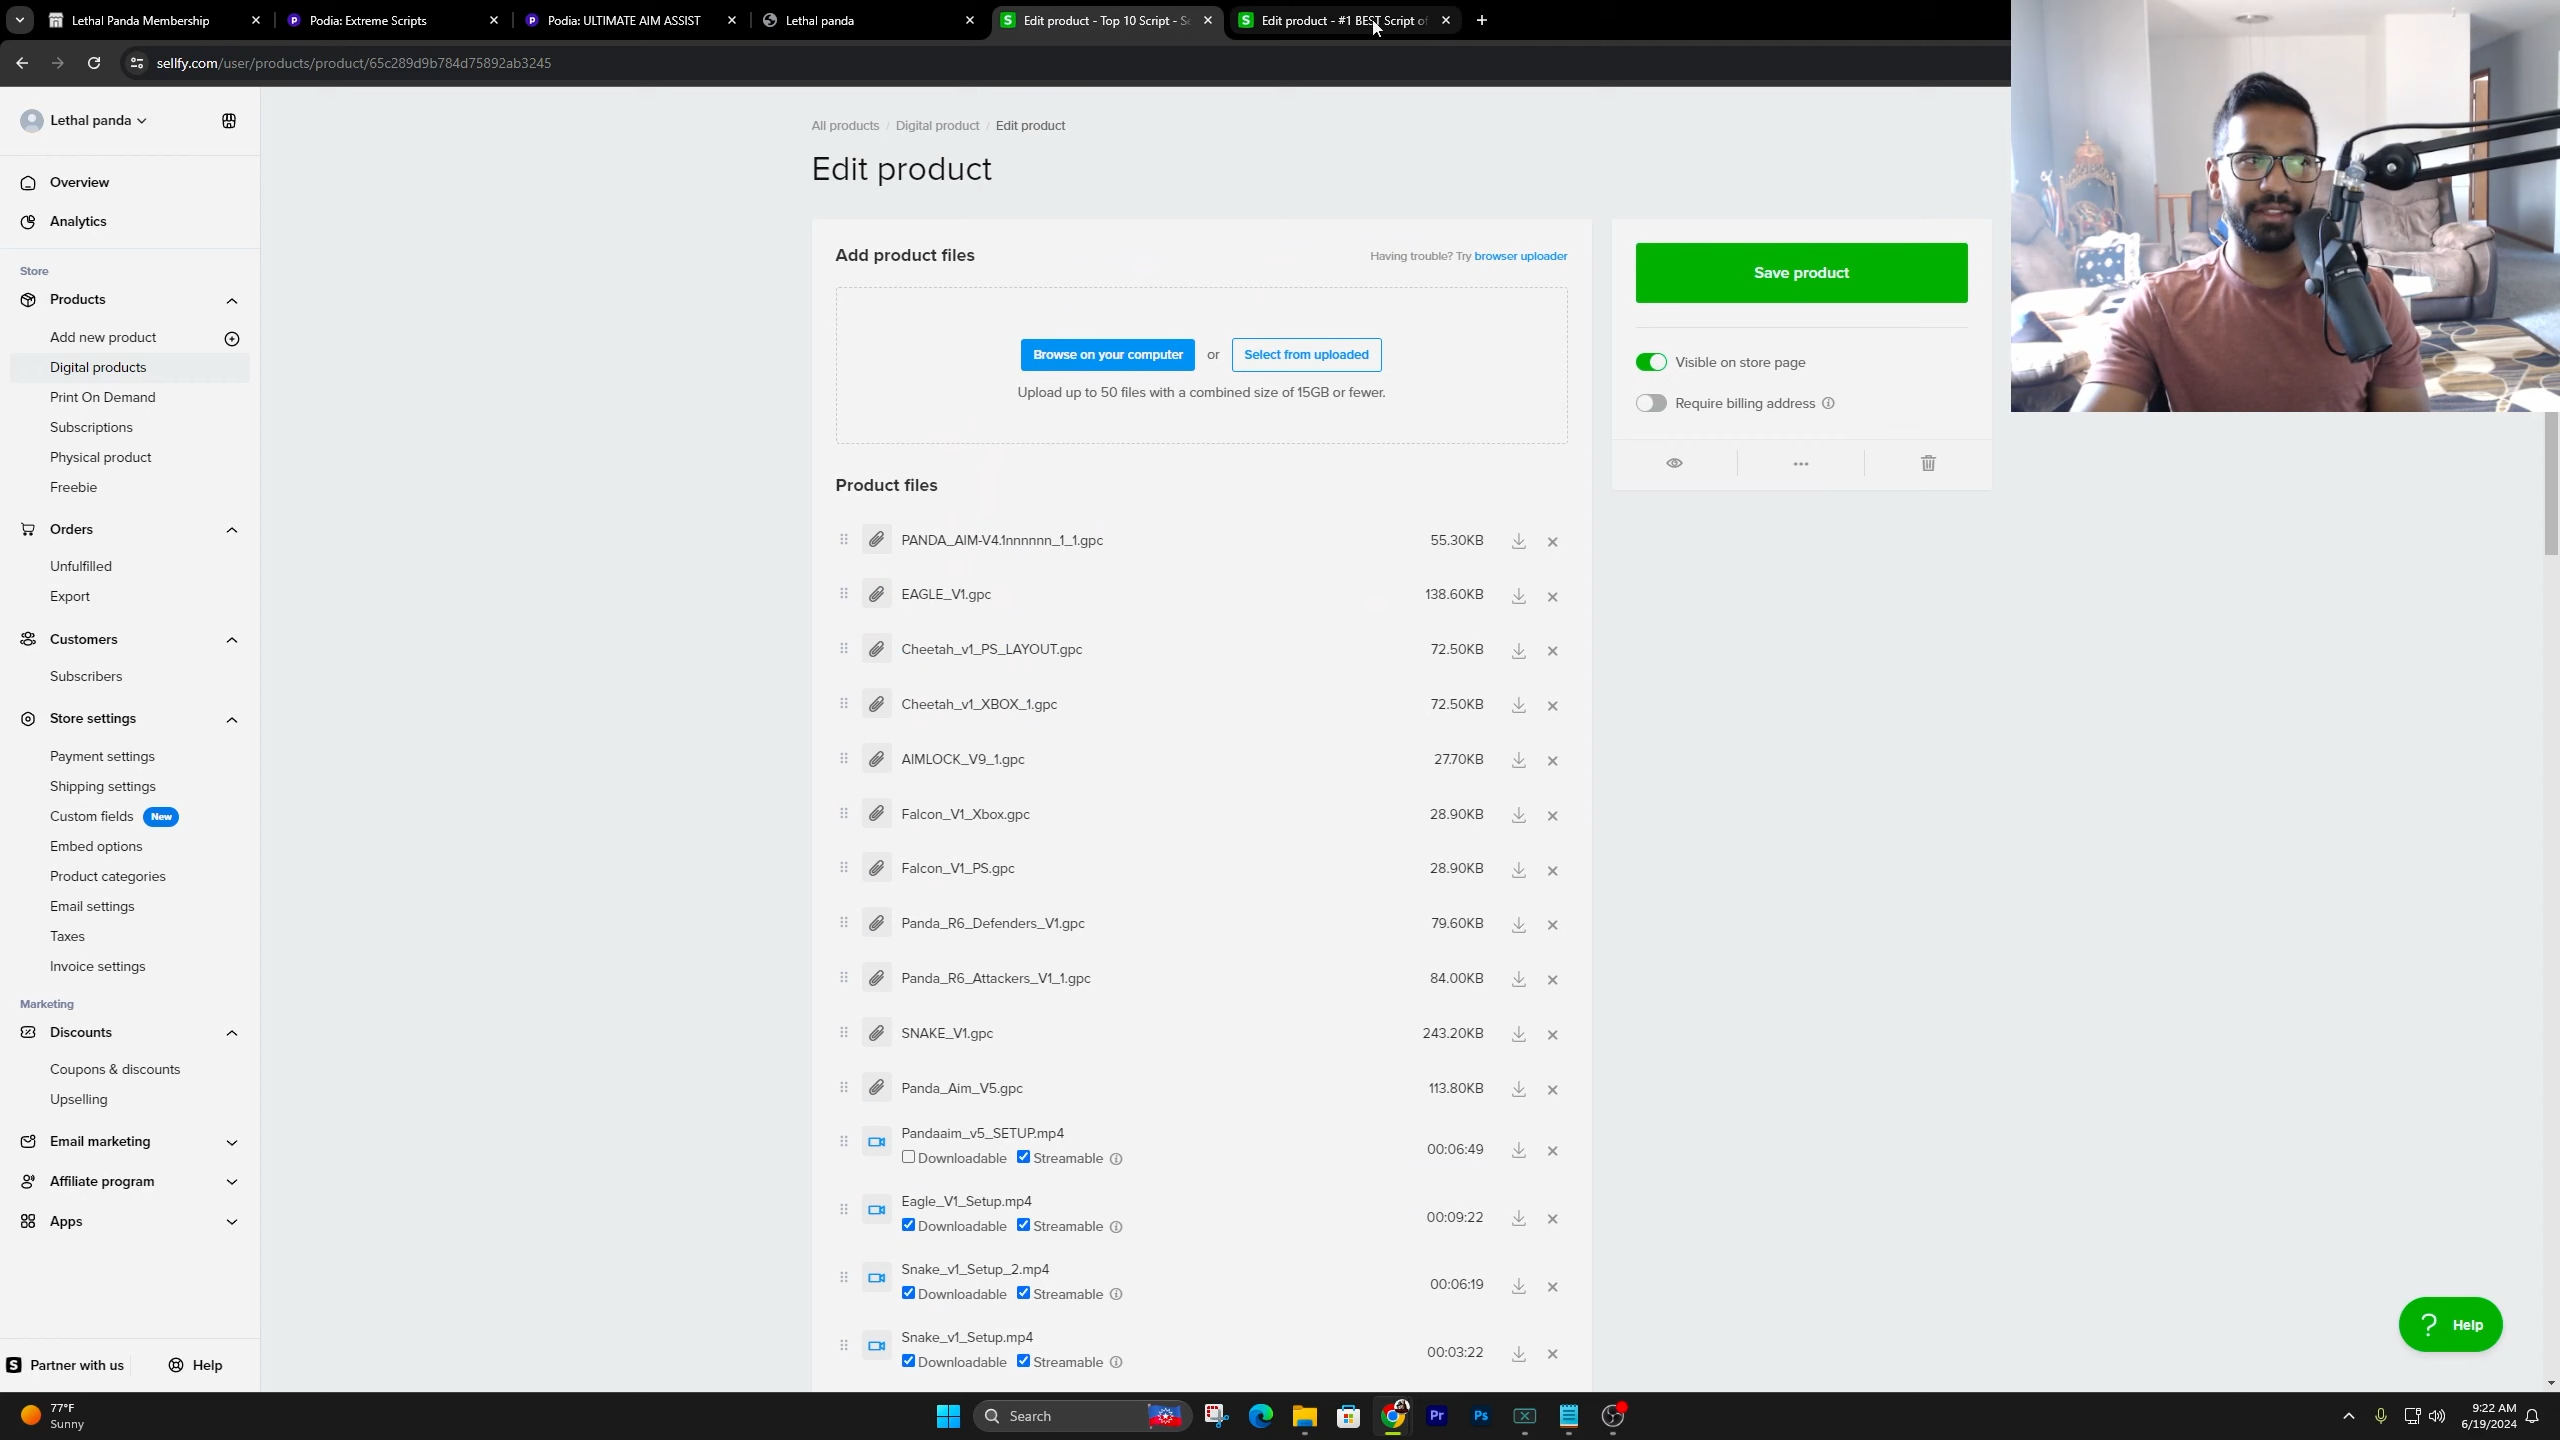 Lethal Panda Membership
Podia: Extreme Scripts
Podia: ULTIMATE AIM ASSIST
Lethal panda
Edit product - Top 10 Script - S
Edit product - #1 BEST Script of
sellfy.com/user/products/product/65c289d9b784d75892ab3245
Lethal panda
Overview
Analytics
Store
Products
Add new product
Digital products
Print On Demand
Subscriptions
Physical product
Freebie
Orders
Unfulfilled
Export
Customers
Subscribers
Store settings
Payment settings
Shipping settings
Custom fields New
Embed options
Product categories
Email settings
Taxes
Invoice settings
Marketing
Discounts
Coupons & discounts
Upselling
Email marketing
Affiliate program
Apps
Partner with us
Help
All products / Digital product / Edit product
Edit product
Add product files
Having trouble? Try browser uploader
Browse on your computer or Select from uploaded
Upload up to 50 files with a combined size of 15GB or fewer.
Product files
PANDA_AIM-V4.1nnnnnn_1_1.gpc 55.30KB
EAGLE_V1.gpc 138.60KB
Cheetah_v1_PS_LAYOUT.gpc 72.50KB
Cheetah_v1_XBOX_1.gpc 72.50KB
AIMLOCK_V9_1.gpc 27.70KB
Falcon_V1_Xbox.gpc 28.90KB
Falcon_V1_PS.gpc 28.90KB
Panda_R6_Defenders_V1.gpc 79.60KB
Panda_R6_Attackers_V1_1.gpc 84.00KB
SNAKE_V1.gpc 243.20KB
Panda_Aim_V5.gpc 113.80KB
Pandaaim_v5_SETUP.mp4
Downloadable Streamable 00:06:49
Eagle_V1_Setup.mp4
Downloadable Streamable 00:09:22
Snake_v1_Setup_2.mp4
Downloadable Streamable 00:06:19
Snake_v1_Setup.mp4
Downloadable Streamable 00:03:22
Save product
Visible on store page
Require billing address
Help
77°F
Sunny
Search
Pr
Ps
9:22 AM
6/19/2024